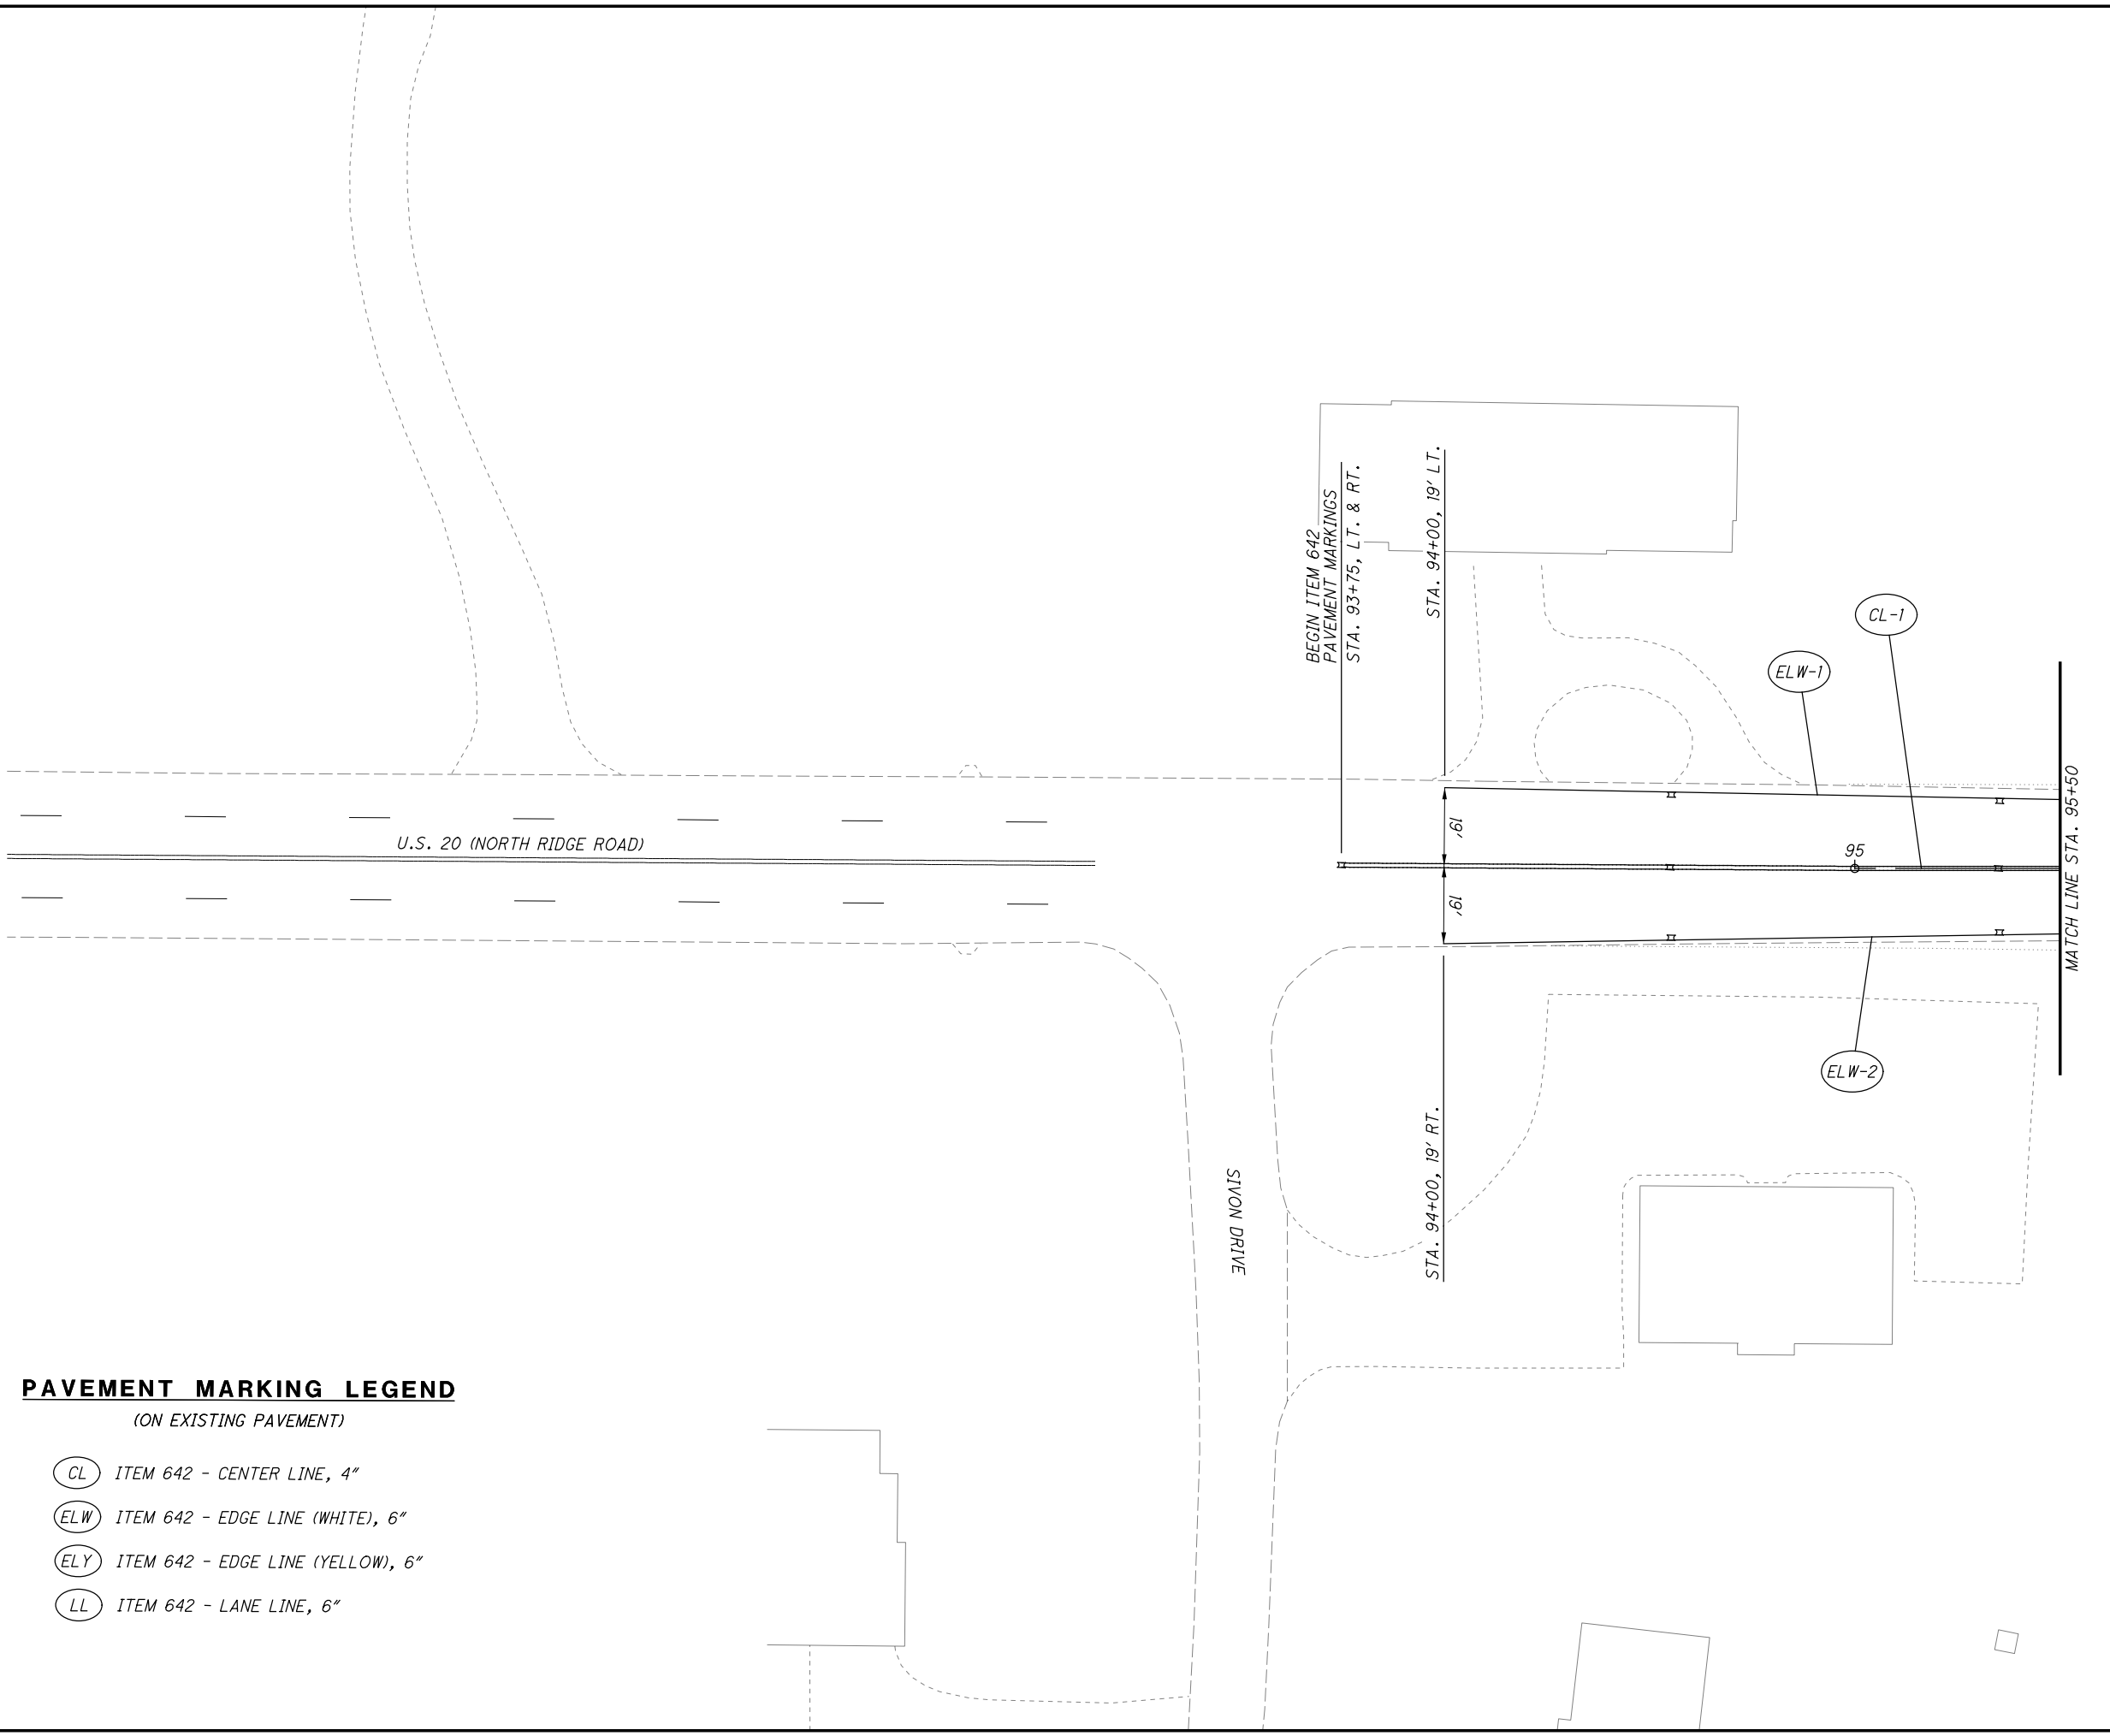 BEGIN ITEM 642
PAVEMENT MARKINGS
STA. 93+75, LT. & RT.
STA. 94+00, 19' LT.
CL-1
ELW-1
MATCH LINE STA. 95+50
U.S. 20 (NORTH RIDGE ROAD)
19'
95
19'
ELW-2
STA. 94+00, 19' RT.
SIVON DRIVE
PAVEMENT MARKING LEGEND
(ON EXISTING PAVEMENT)
CL ITEM 642 - CENTER LINE, 4"
ELW ITEM 642 - EDGE LINE (WHITE), 6"
ELY ITEM 642 - EDGE LINE (YELLOW), 6"
LL ITEM 642 - LANE LINE, 6"